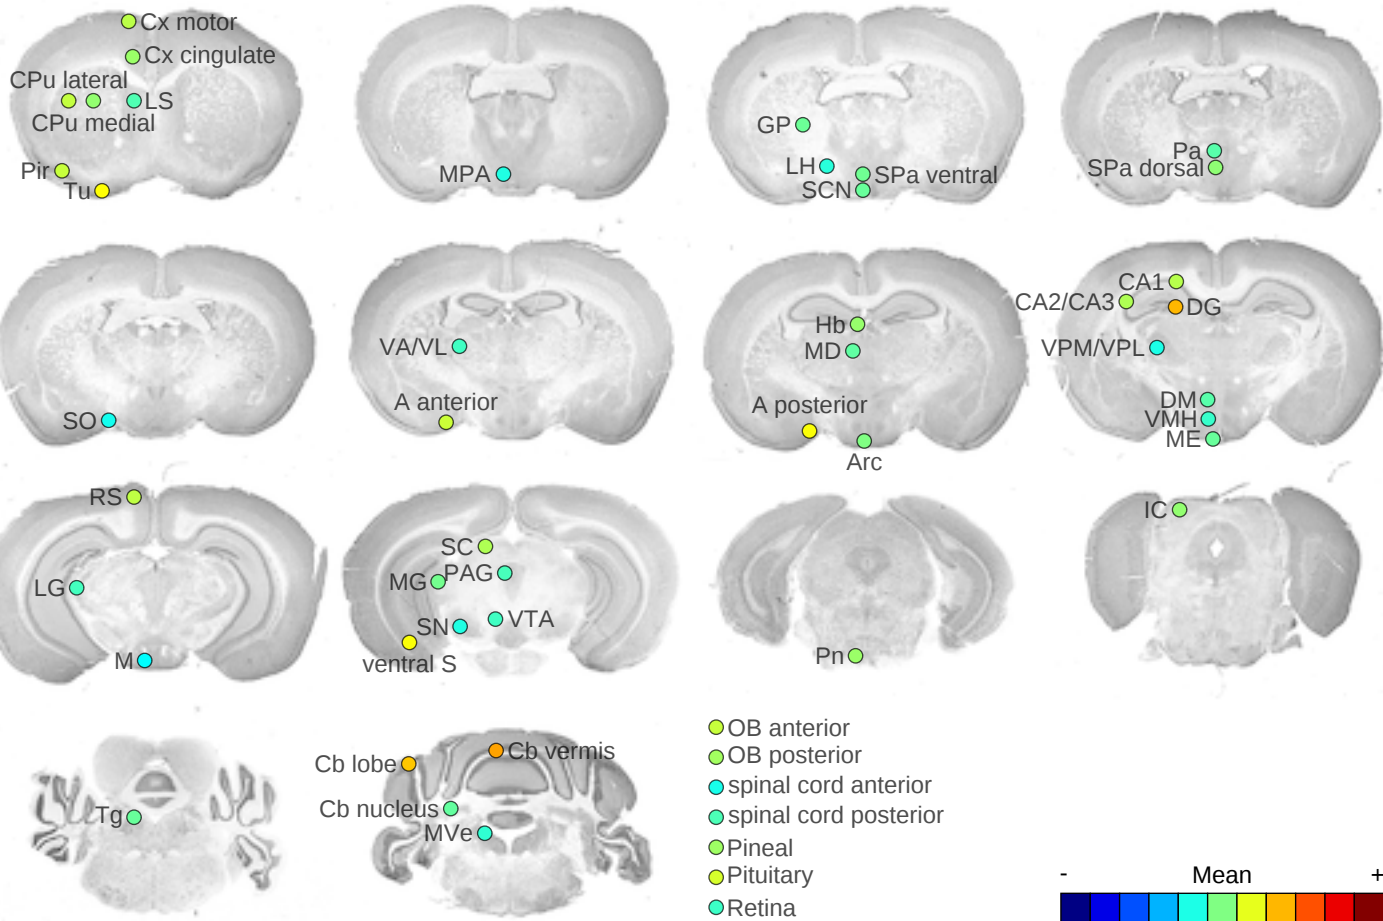 Cx motor
Cx cingulate
CPu lateral
LS
CPu medial
Pir
Tu
MPA
GP
LH
SPa ventral
SCN
Pa
SPa dorsal
SO
VA/VL
A anterior
Hb
MD
A posterior
Arc
CA1
CA2/CA3
DG
VPM/VPL
DM
VMH
ME
RS
LG
M
SC
PAG
MG
VTA
SN
ventral S
Pn
IC
Tg
Cb vermis
Cb lobe
Cb nucleus
MVe
OB anterior
OB posterior
spinal cord anterior
spinal cord posterior
Pineal
Pituitary
Retina
- Mean +